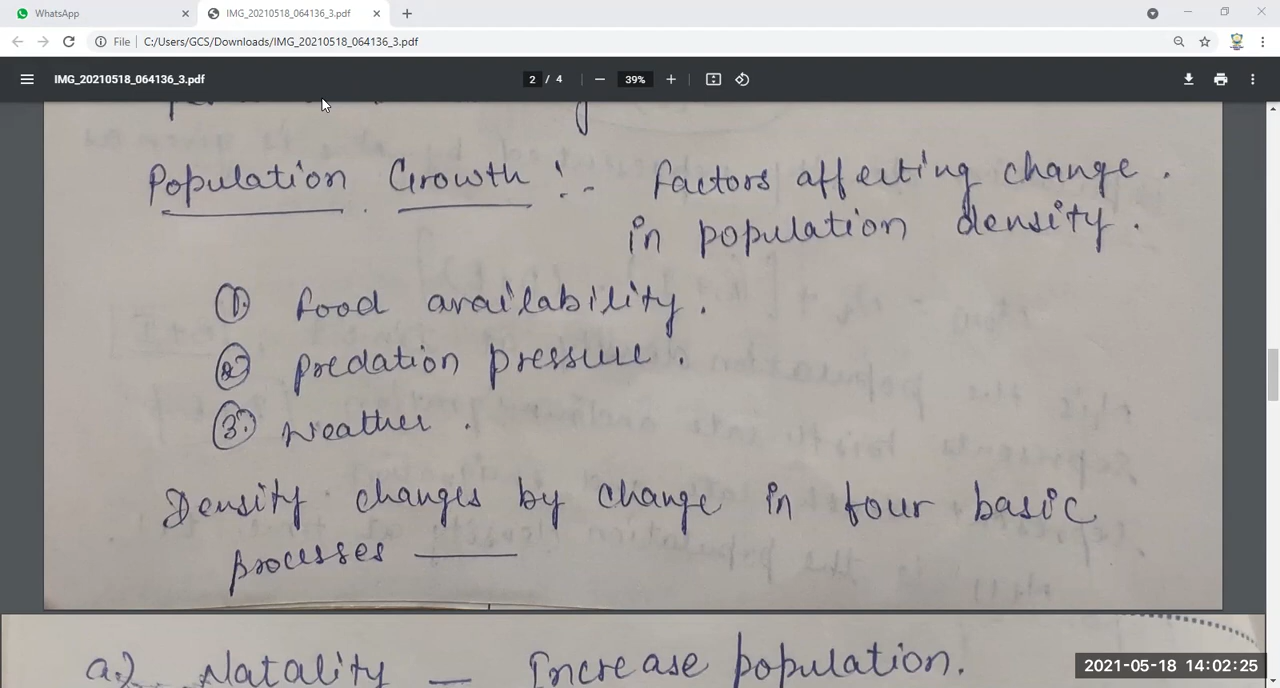 WhatsApp
IMG_20210518_064136_3.pdf
File C:/Users/GCS/Downloads/IMG_20210518_064136_3.pdf
IMG_20210518_064136_3.pdf
2 / 4
39%
Population Growth :- Factors affecting change.
in population density.
1. Food availability.
2. Predation pressure.
3. Weather.
Density changes by change in four basic
processes ——
a.) Natality — Increase population.
2021-05-18 14:02:25